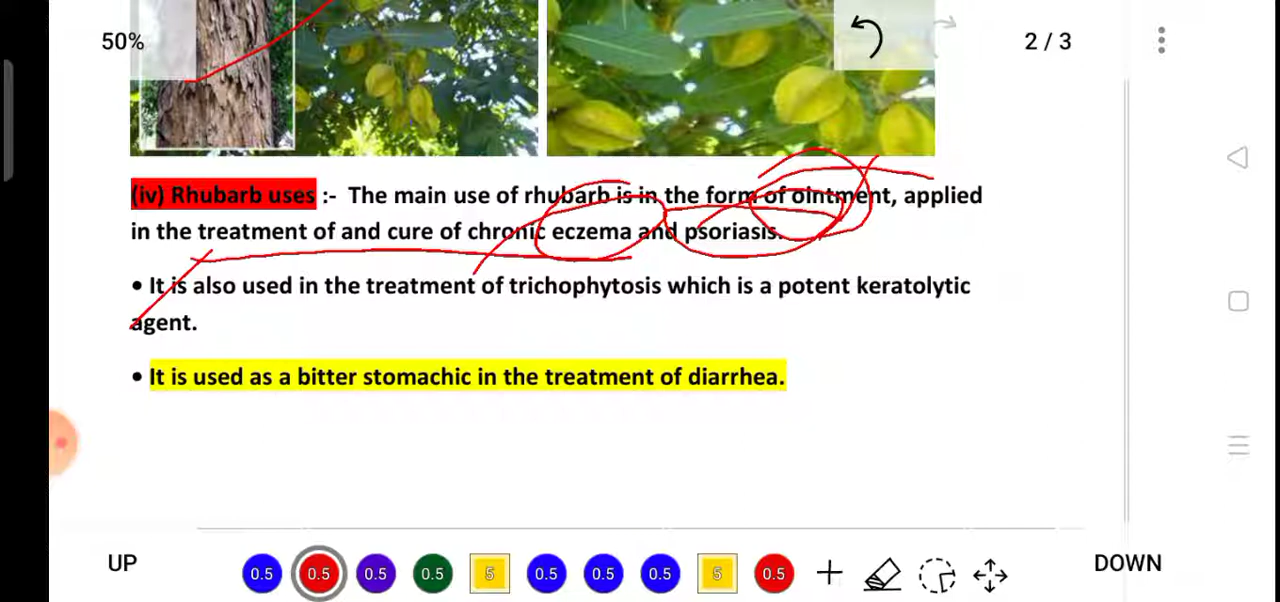 50%
2 / 3
(iv) Rhubarb uses :- The main use of rhubarb is in the form of ointment, applied
in the treatment of and cure of chronic eczema and psoriasis.
• It is also used in the treatment of trichophytosis which is a potent keratolytic
agent.
• It is used as a bitter stomachic in the treatment of diarrhea.
UP
0.5 0.5 0.5 0.5 5 0.5 0.5 0.5 5 0.5
DOWN